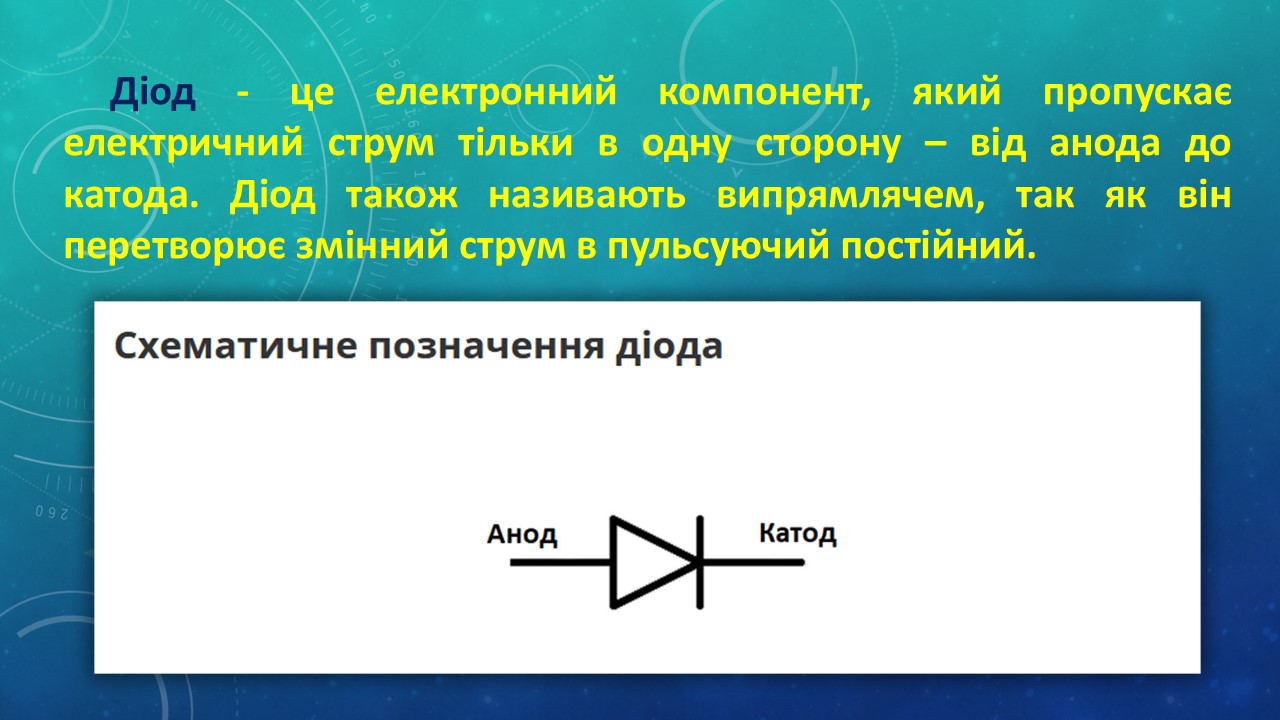 Діод - це електронний компонент, який пропускає
електричний струм тільки в одну сторону – від анода до
катода. Діод також називають випрямлячем, так як він
перетворює змінний струм в пульсуючий постійний.
Схематичне позначення діода
Анод
Катод
260